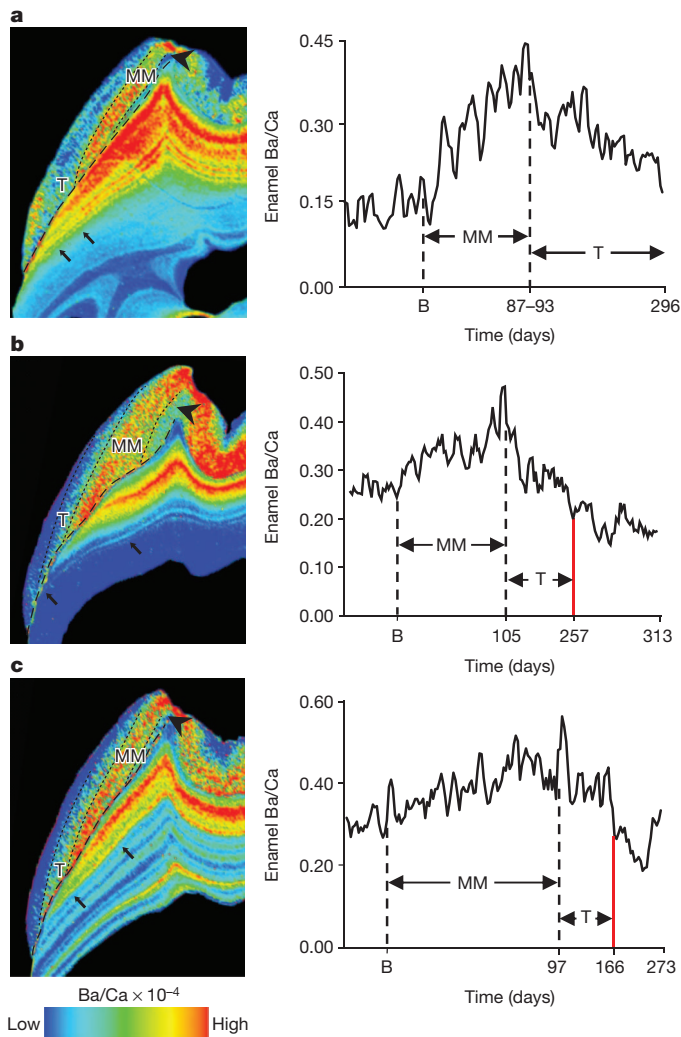 a
MM
T
Enamel Ba/Ca
0.45
0.30
0.15
0.00
MM
T
B
87–93
296
Time (days)
b
MM
T
Enamel Ba/Ca
0.50
0.40
0.30
0.20
0.10
0.00
MM
T
B
105
257
313
Time (days)
c
MM
T
Enamel Ba/Ca
0.60
0.40
0.20
0.00
MM
T
B
97
166
273
Time (days)
Ba/Ca × 10⁻⁴
Low
High